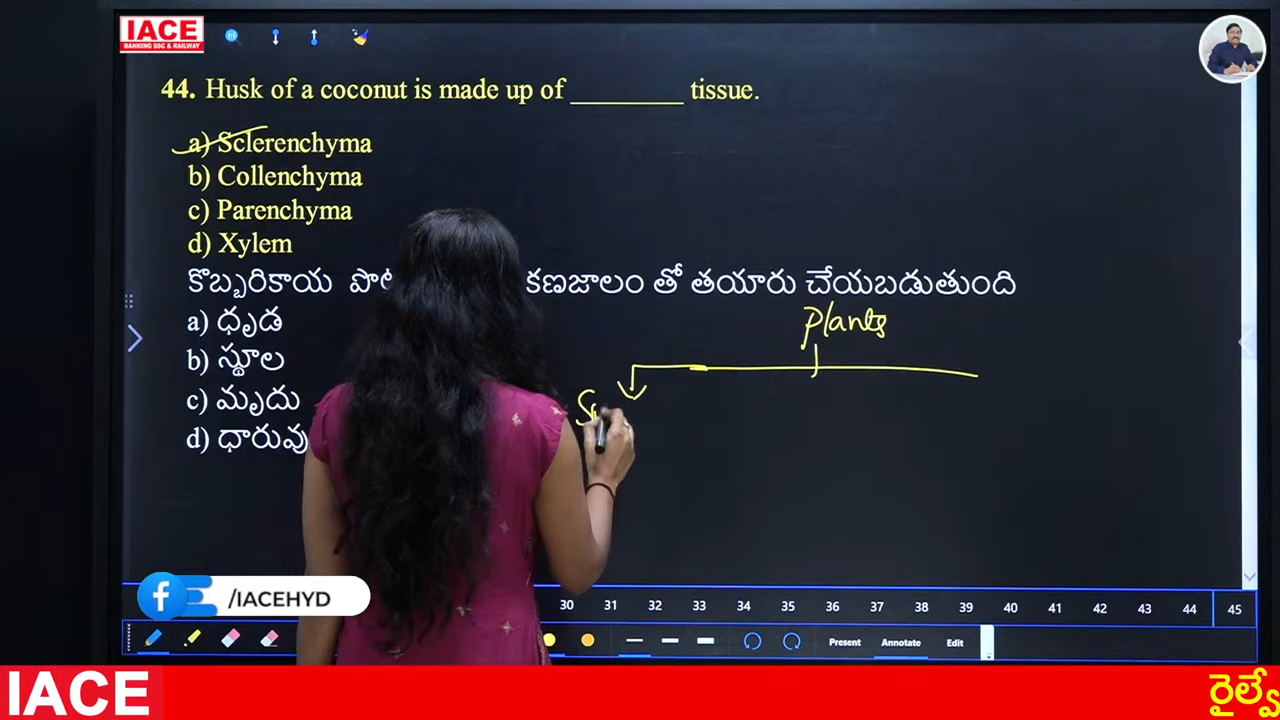 IACE
BANKING SSC & RAILWAY
44. Husk of a coconut is made up of ________ tissue.
a) Sclerenchyma
b) Collenchyma
c) Parenchyma
d) Xylem
కొబ్బరికాయ కణజాలం తో తయారు చేయబడుతుంది
a) ధృడ
b) స్థూల
c) మృదు
d) ధారువు
Plants
/IACEHYD
30 31 32 33 34 35 36 37 38 39 40 41 42 43 44 45
Present Annotate Edit
IACE
రైల్వే